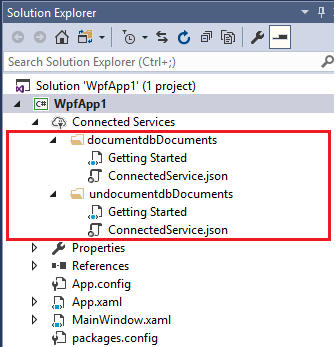 Solution Explorer
Search Solution Explorer (Ctrl+;)
Solution 'WpfApp1' (1 project)
C# WpfApp1
Connected Services
documentdbDocuments
Getting Started
ConnectedService.json
undocumentdbDocuments
Getting Started
ConnectedService.json
Properties
References
App.config
App.xaml
MainWindow.xaml
packages.config